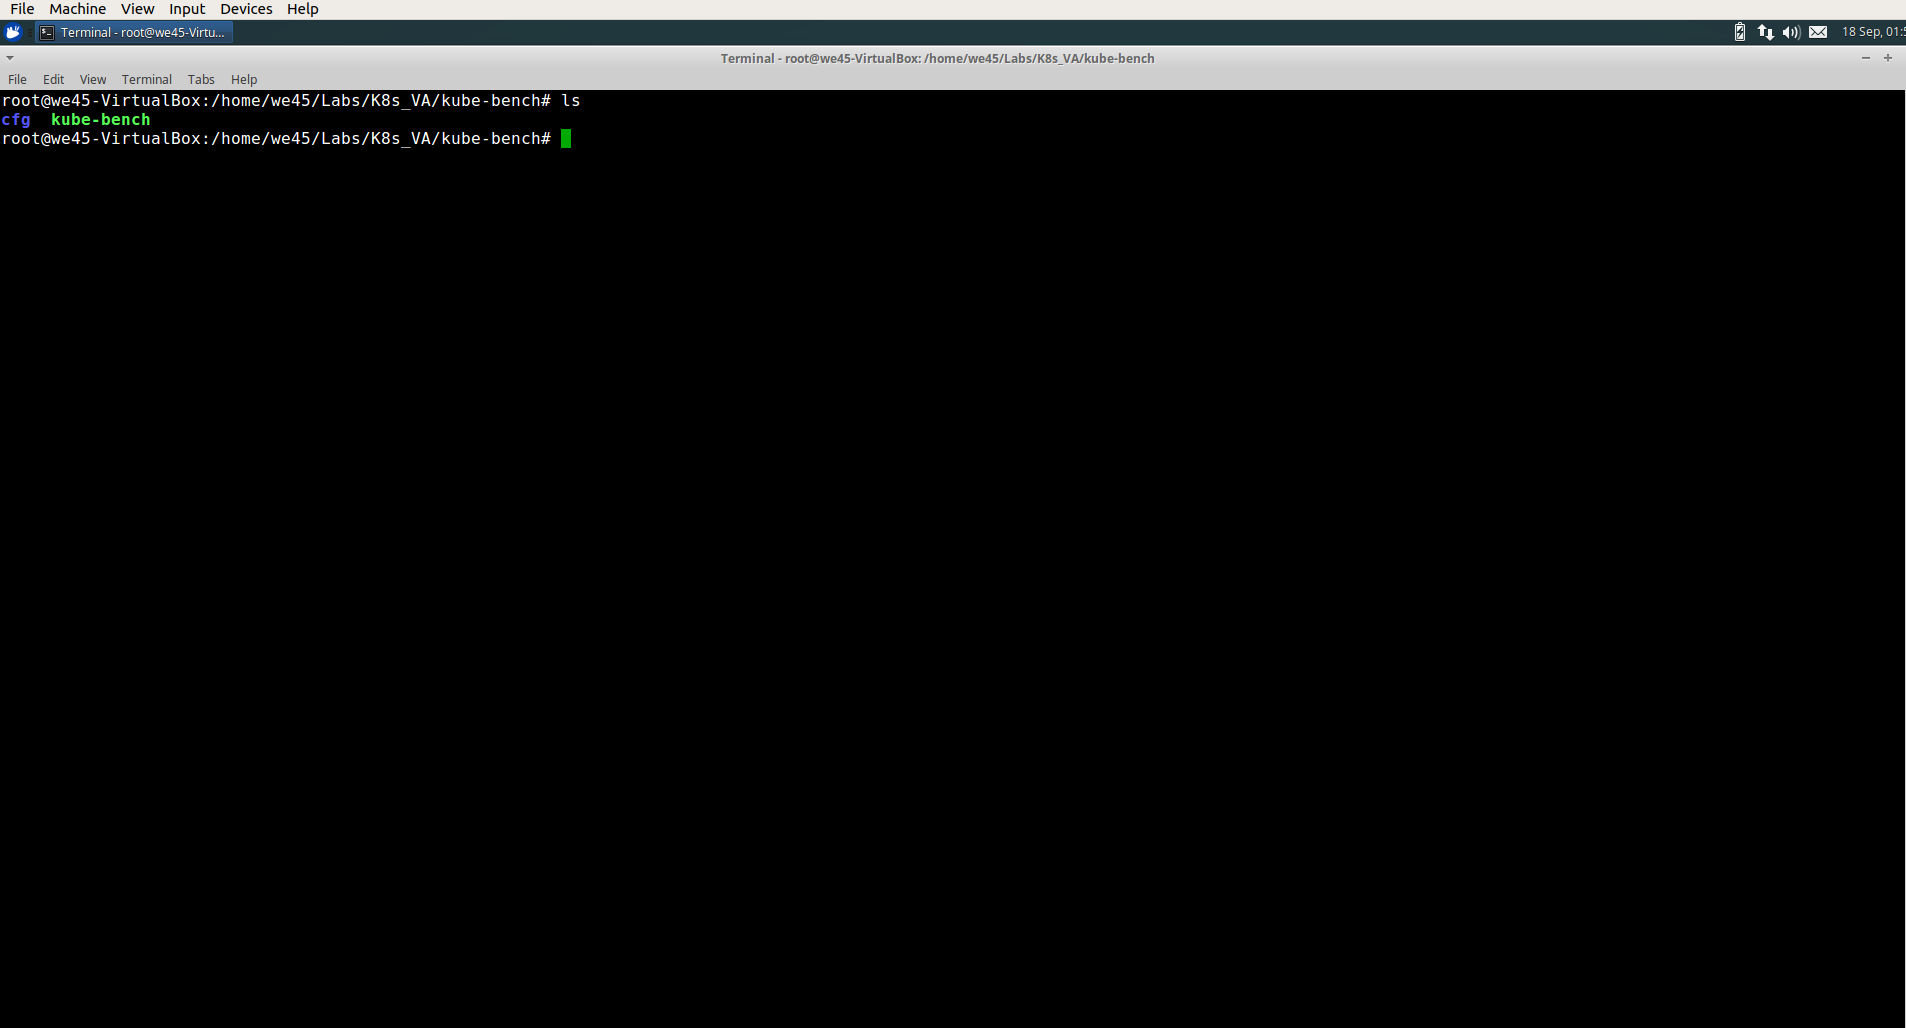 File Machine View Input Devices Help
Terminal - root@we45-Virtu... 18 Sep, 01:5
Terminal - root@we45-VirtualBox: /home/we45/Labs/K8s_VA/kube-bench
File Edit View Terminal Tabs Help
root@we45-VirtualBox:/home/we45/Labs/K8s_VA/kube-bench# ls
cfg kube-bench
root@we45-VirtualBox:/home/we45/Labs/K8s_VA/kube-bench#